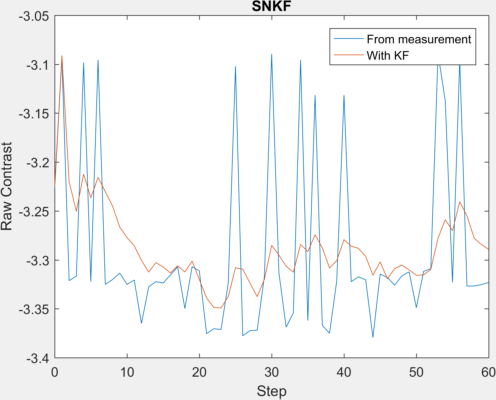 SNKF
-3.05
-3.1
-3.15
-3.2
-3.25
-3.3
-3.35
-3.4
Raw Contrast
From measurement
With KF
0 10 20 30 40 50 60
Step